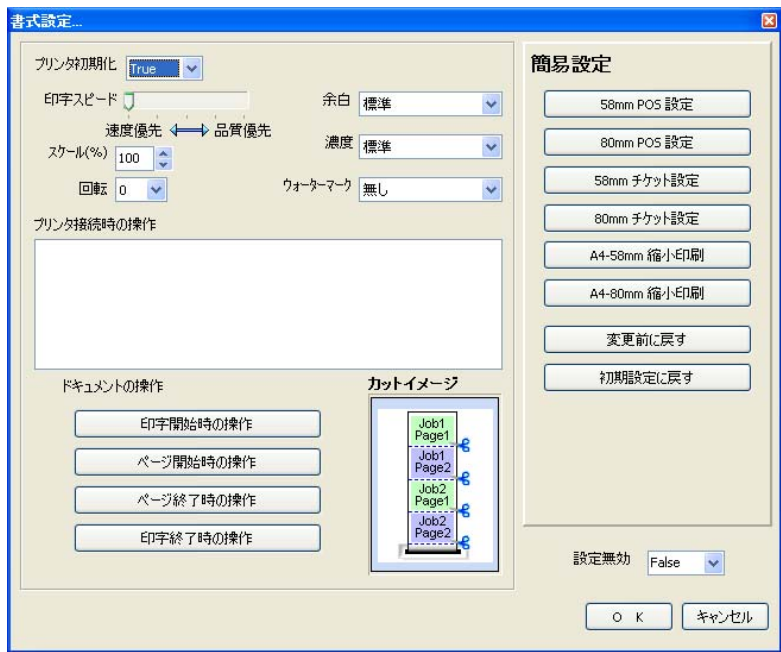 書式設定...
プリンタ初期化 True
印字スピード
速度優先 品質優先
スケール(%) 100
回転 0
余白 標準
濃度 標準
ウォーターマーク 無し
プリンタ接続時の操作
ドキュメントの操作
印字開始時の操作
ページ開始時の操作
ページ終了時の操作
印字終了時の操作
カットイメージ
Job1
Page1
Job1
Page2
Job2
Page1
Job2
Page2
簡易設定
58mm POS 設定
80mm POS 設定
58mm チケット設定
80mm チケット設定
A4-58mm 縮小印刷
A4-80mm 縮小印刷
変更前に戻す
初期設定に戻す
設定無効 False
O K
キャンセル